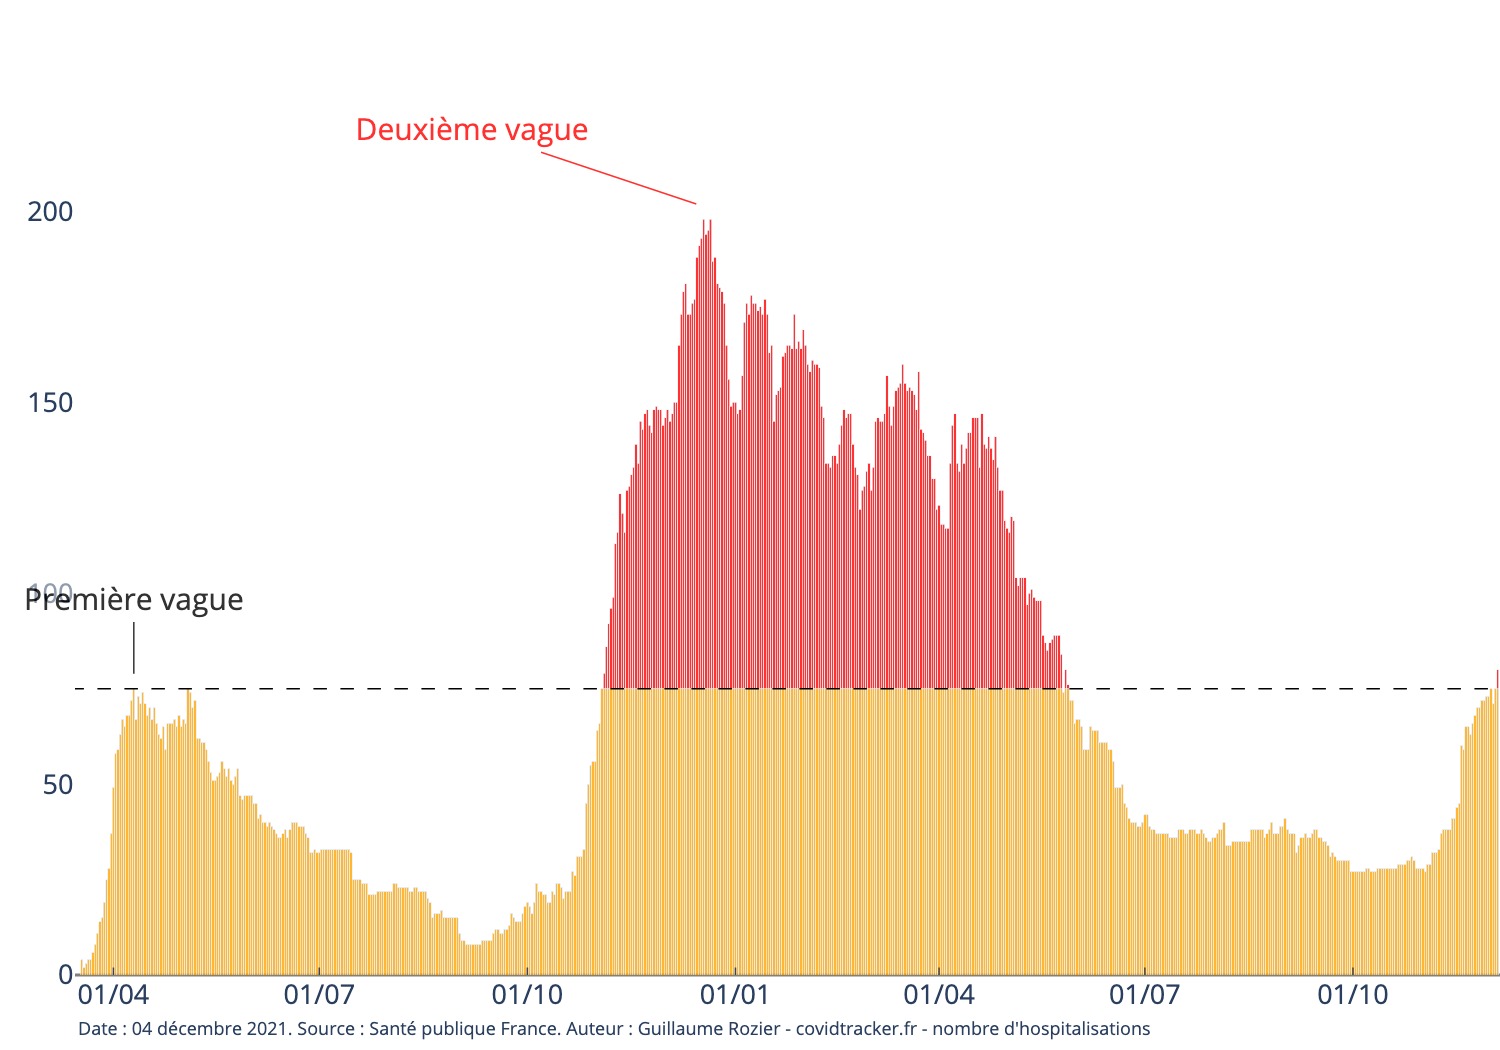 Deuxième vague
200
150
100
Première vague
50
0
01/04 01/07 01/10 01/01 01/04 01/07 01/10
Date : 04 décembre 2021. Source : Santé publique France. Auteur : Guillaume Rozier - covidtracker.fr - nombre d'hospitalisations